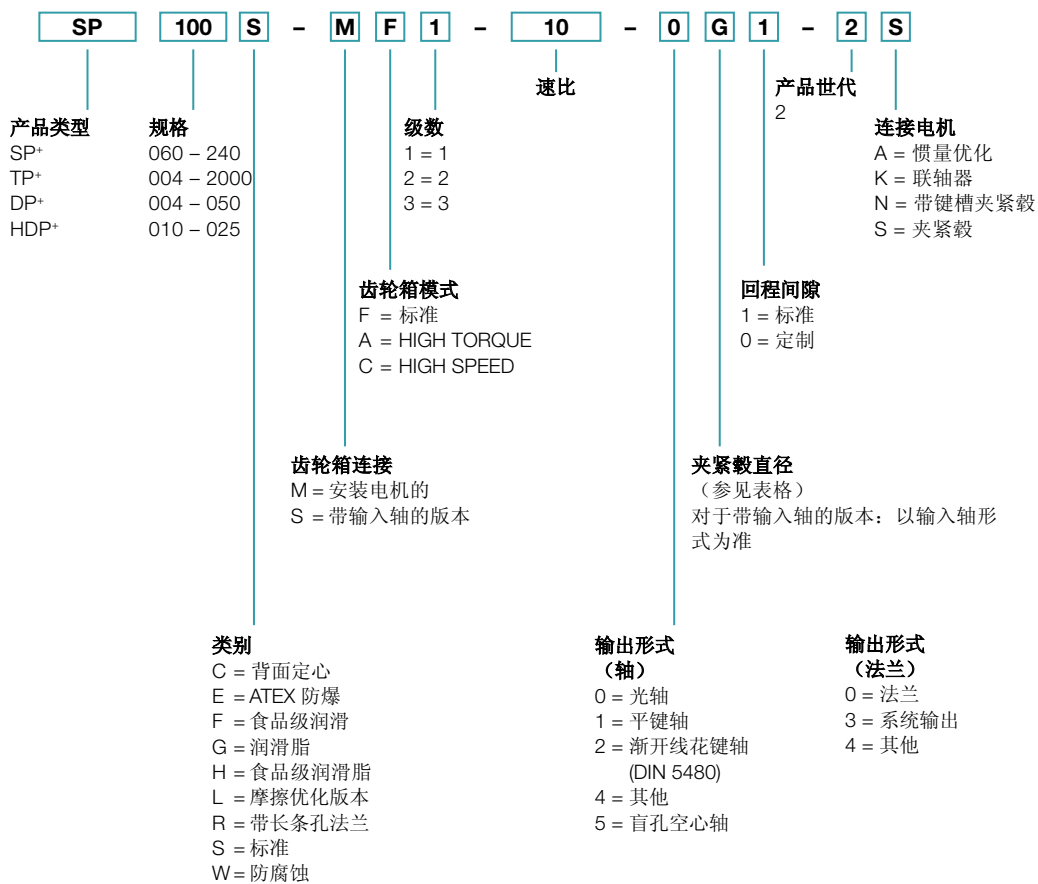 SP 100 S – M F 1 – 10 – 0 G 1 – 2 S
速比
产品世代
2
产品类型
SP+
TP+
DP+
HDP+
规格
060 – 240
004 – 2000
004 – 050
010 – 025
级数
1 = 1
2 = 2
3 = 3
连接电机
A = 惯量优化
K = 联轴器
N = 带键槽夹紧毂
S = 夹紧毂
齿轮箱模式
F = 标准
A = HIGH TORQUE
C = HIGH SPEED
回程间隙
1 = 标准
0 = 定制
齿轮箱连接
M = 安装电机的
S = 带输入轴的版本
夹紧毂直径
（参见表格）
对于带输入轴的版本：以输入轴形
式为准
类别
C = 背面定心
E = ATEX 防爆
F = 食品级润滑
G = 润滑脂
H = 食品级润滑脂
L = 摩擦优化版本
R = 带长条孔法兰
S = 标准
W = 防腐蚀
输出形式
（轴）
0 = 光轴
1 = 平键轴
2 = 渐开线花键轴
(DIN 5480)
4 = 其他
5 = 盲孔空心轴
输出形式
（法兰）
0 = 法兰
3 = 系统输出
4 = 其他